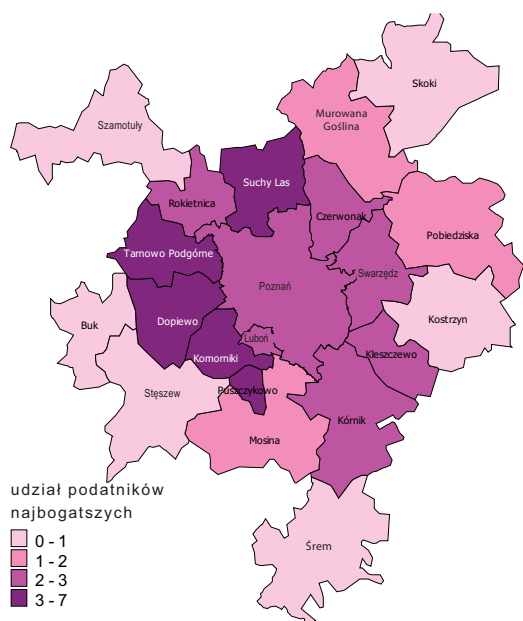 Skoki
Szamotuły
Murowana
Goślina
Suchy Las
Rokietnica
Czerwonak
Pobiedziska
Tarnowo Podgórne
Swarzędz
Poznań
Kostrzyn
Buk
Dopiewo
Luboń
Komorniki
Kleszczewo
Puszczykowo
Stęszew
Kórnik
Mosina
udział podatników
najbogatszych
0 - 1
1 - 2
2 - 3
3 - 7
Śrem